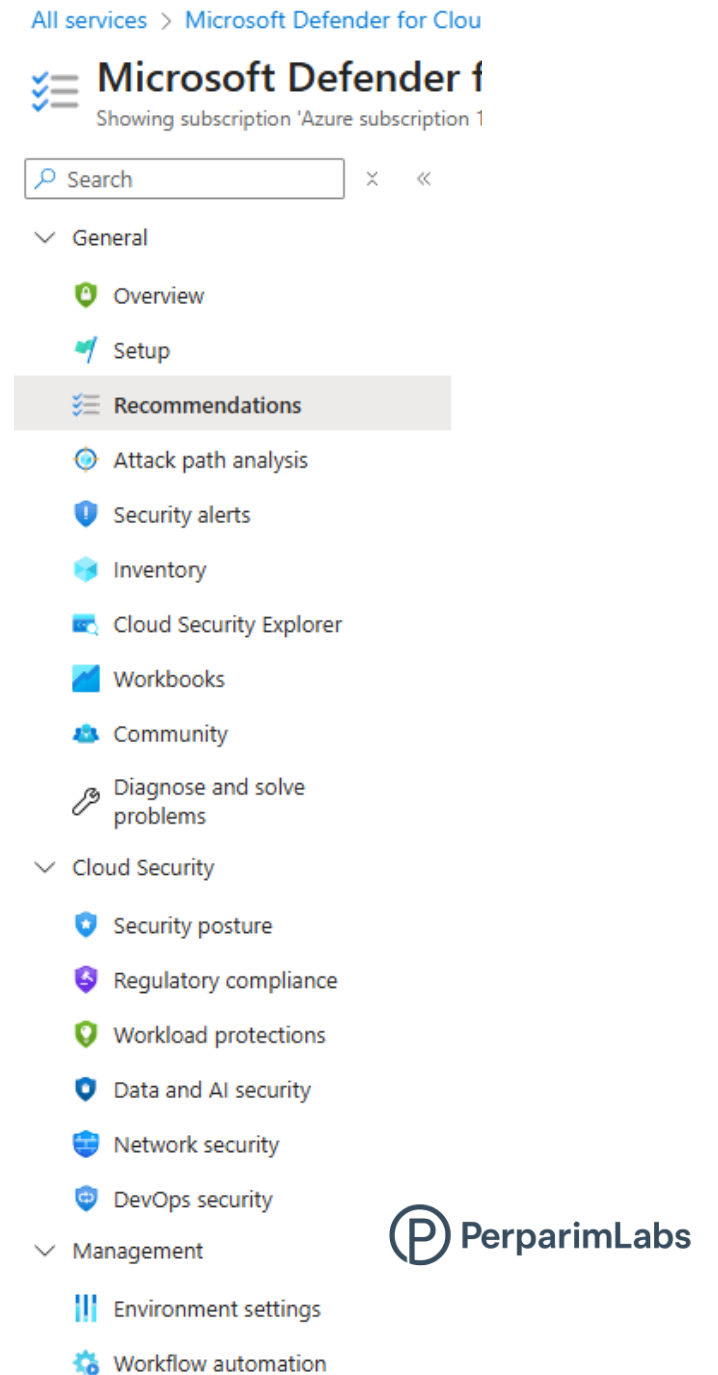 All services > Microsoft Defender for Clou
Microsoft Defender f
Showing subscription 'Azure subscription 1
Search
General
Overview
Setup
Recommendations
Attack path analysis
Security alerts
Inventory
Cloud Security Explorer
Workbooks
Community
Diagnose and solve
problems
Cloud Security
Security posture
Regulatory compliance
Workload protections
Data and AI security
Network security
DevOps security
PerparimLabs
Management
Environment settings
Workflow automation